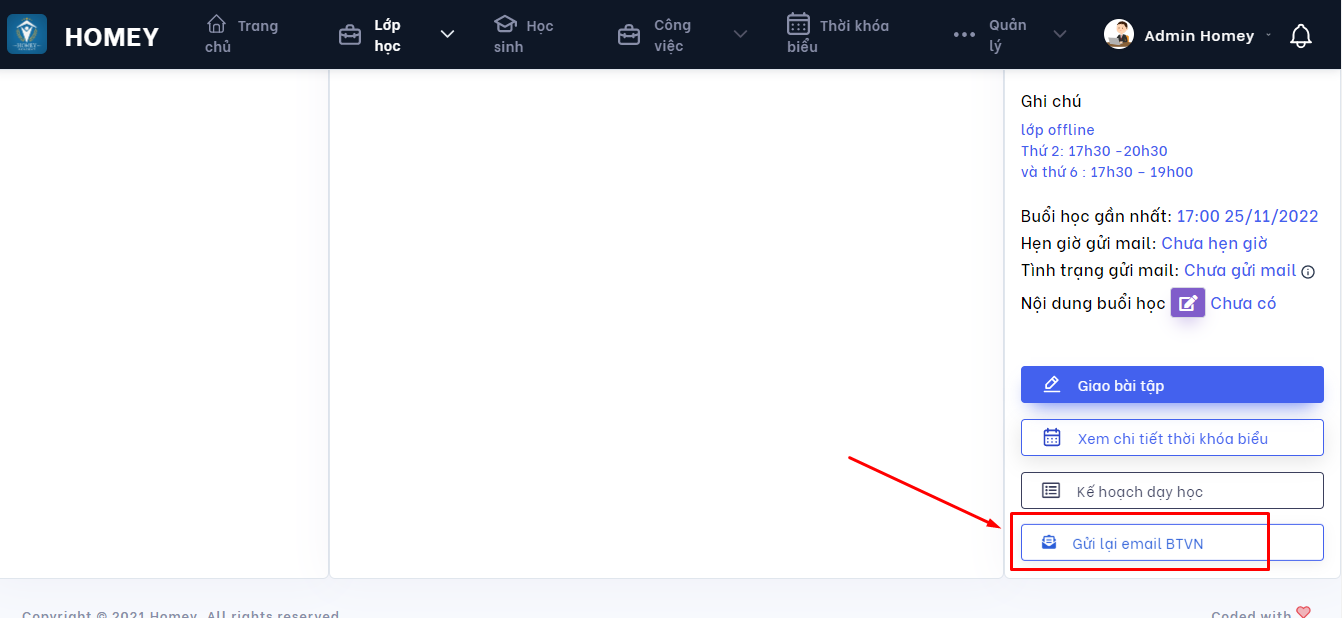 HOMEY
Trang chủ
Lớp học
Học sinh
Công việc
Thời khóa biểu
Quản lý
Admin Homey
Ghi chú
lớp offline
Thứ 2: 17h30 -20h30
và thứ 6 : 17h30 - 19h00
Buổi học gần nhất: 17:00 25/11/2022
Hẹn giờ gửi mail: Chưa hẹn giờ
Tình trạng gửi mail: Chưa gửi mail
Nội dung buổi học Chưa có
Giao bài tập
Xem chi tiết thời khóa biểu
Kế hoạch dạy học
Gửi lại email BTVN
Copyright © 2021 Homey, All rights reserved
Coded with